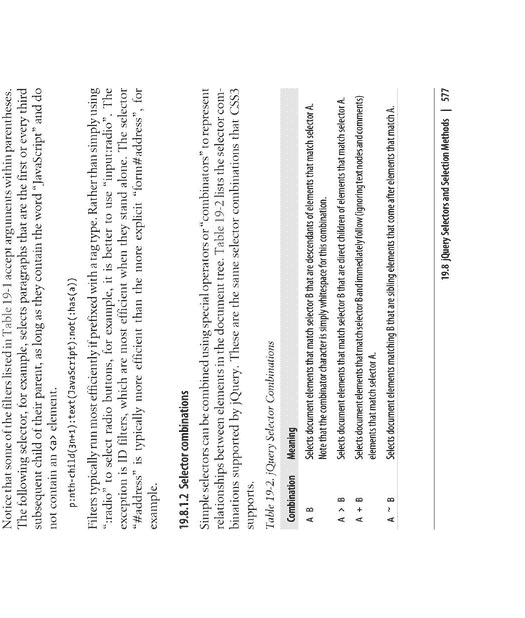 Notice that some of the filters listed in Table 19-1 accept arguments within parentheses.
The following selector, for example, selects paragraphs that are the first or every third
subsequent child of their parent, as long as they contain the word “JavaScript” and do
not contain an <a> element.
p:nth-child(3n+1):text(JavaScript):not(:has(a))
Filters typically run most efficiently if prefixed with a tag type. Rather than simply using
“:radio” to select radio buttons, for example, it is better to use “input:radio”. The
exception is ID filters, which are most efficient when they stand alone. The selector
“#address” is typically more efficient than the more explicit “form#address”, for
example.
19.8.1.2 Selector combinations
Simple selectors can be combined using special operators or “combinators” to represent
relationships between elements in the document tree. Table 19-2 lists the selector com-
binations supported by jQuery. These are the same selector combinations that CSS3
supports.
Table 19-2. jQuery Selector Combinations
Combination Meaning
A B Selects document elements that match selector B that are descendants of elements that match selector A.
Note that the combinator character is simply whitespace for this combination.
A > B Selects document elements that match selector B that are direct children of elements that match selector A.
A + B Selects document elements that match selector B and immediately follow (ignoring text nodes and comments)
elements that match selector A.
A ~ B Selects document elements matching B that are sibling elements that come after elements that match A.
19.8 jQuery Selectors and Selection Methods | 577